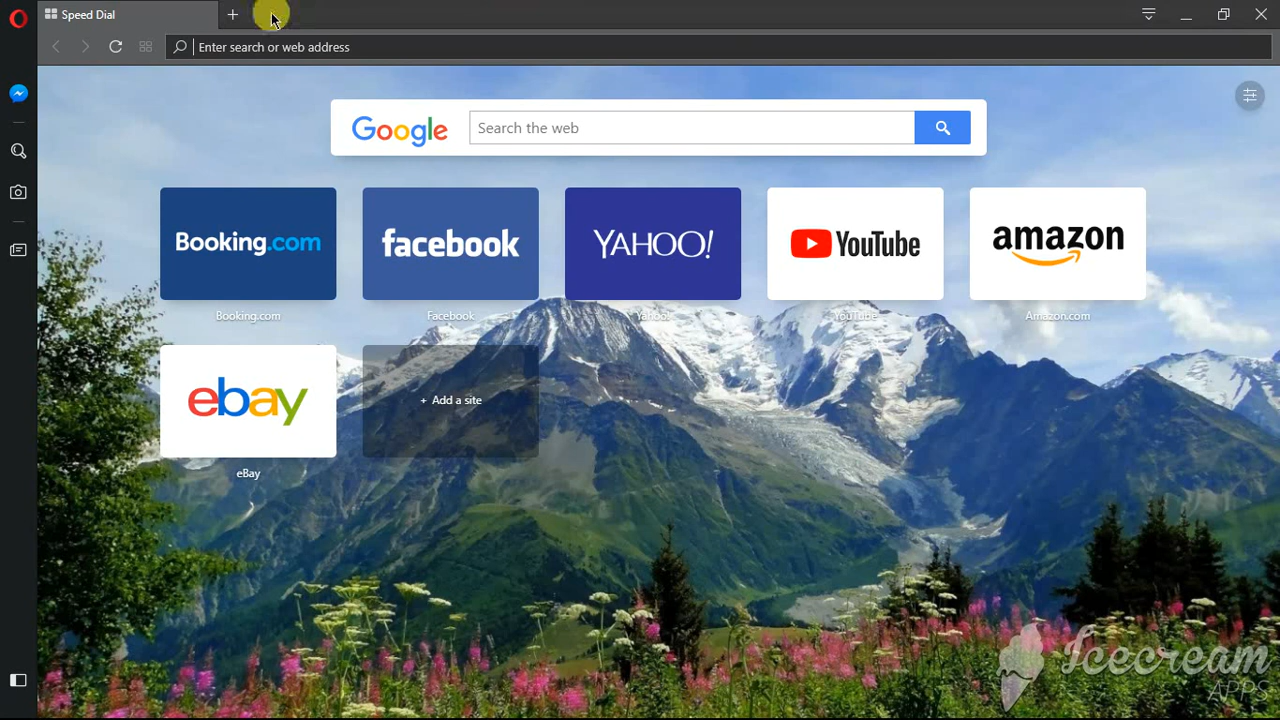 Speed Dial
Enter search or web address
Google
Search the web
Booking.com
facebook
YAHOO!
YouTube
amazon
Booking.com
Facebook
Yahoo!
YouTube
Amazon.com
ebay
+ Add a site
eBay
Icecream
APPS